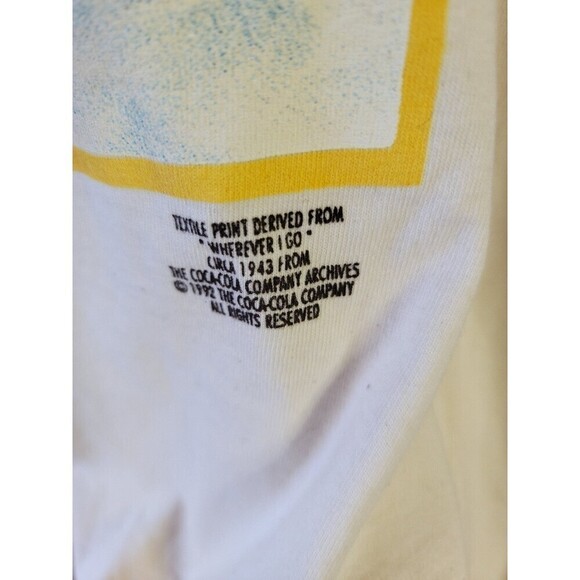 TEXTILE PRINT DERIVED FROM
"WHEREVER I GO"
CIRCA 1943 FROM
THE COCA-COLA COMPANY ARCHIVES
© 1992 THE COCA-COLA COMPANY
ALL RIGHTS RESERVED